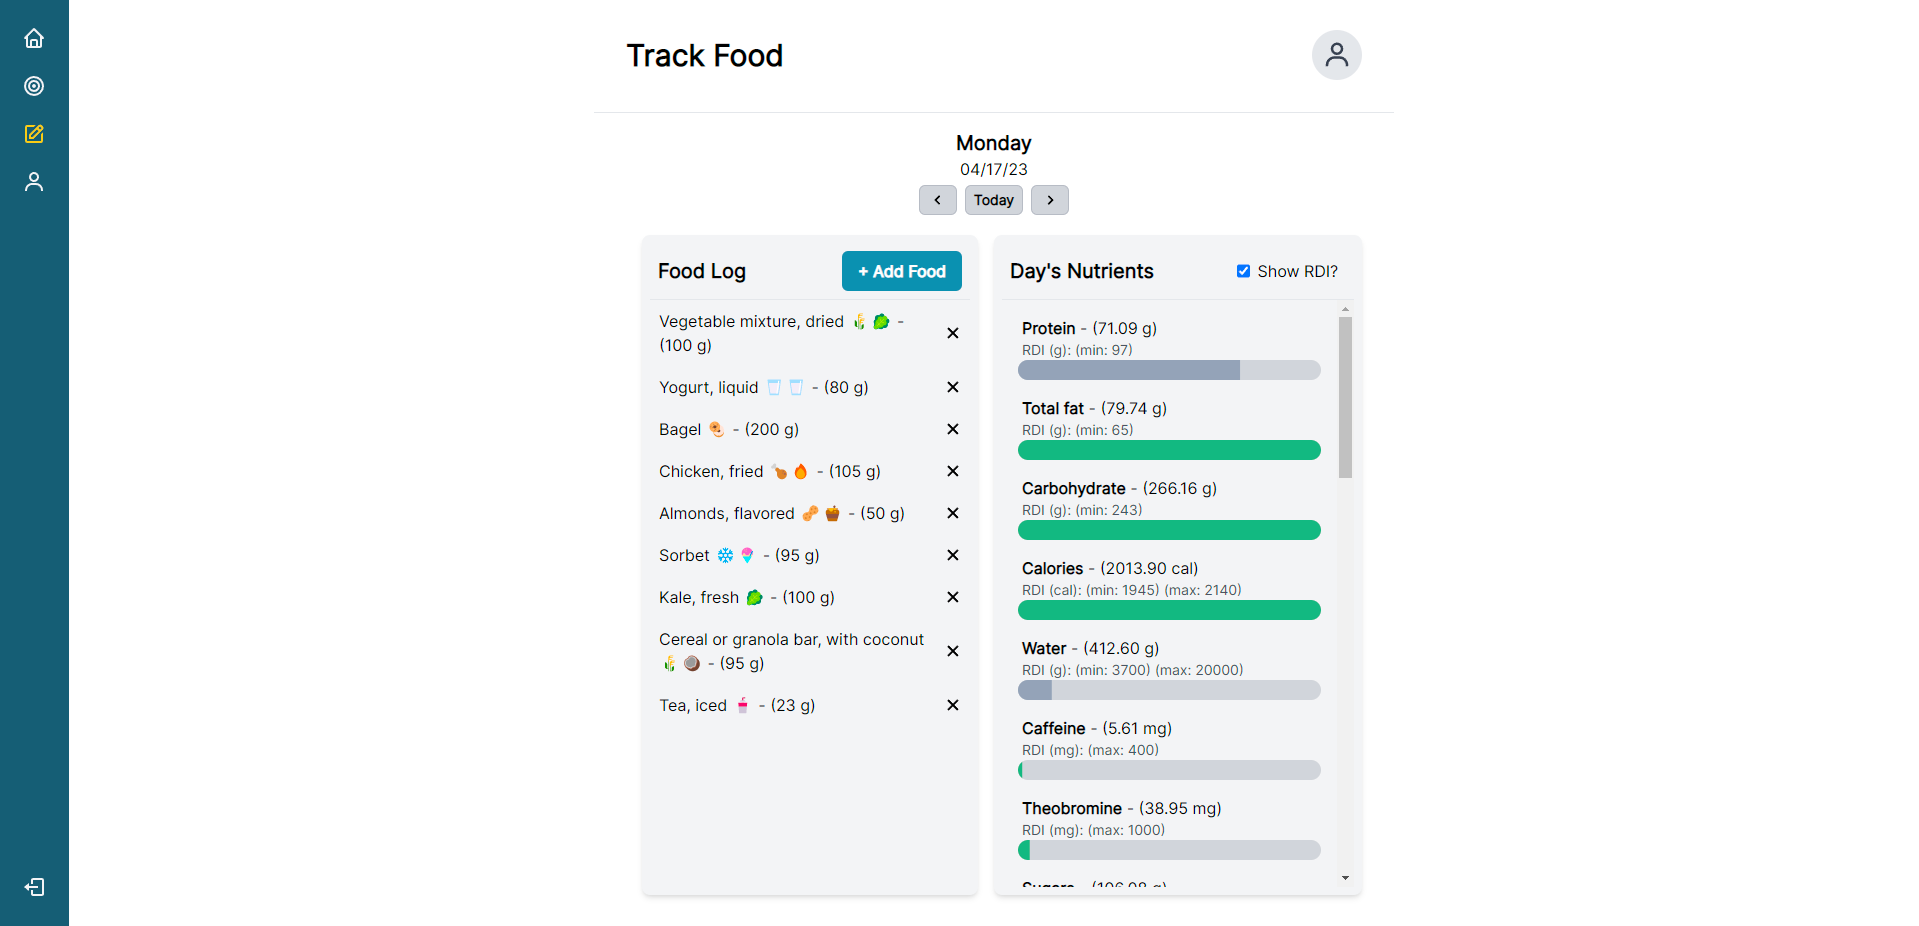 Track Food
Monday
04/17/23
Today
Food Log
+ Add Food
Vegetable mixture, dried 🌽 🥬 -
(100 g)
Yogurt, liquid 🥛 🥛 - (80 g)
Bagel 🥯 - (200 g)
Chicken, fried 🍗 🔥 - (105 g)
Almonds, flavored 🥜 🌰 - (50 g)
Sorbet ❄️ 🍧 - (95 g)
Kale, fresh 🥬 - (100 g)
Cereal or granola bar, with coconut
🌽 🥥 - (95 g)
Tea, iced 🥤 - (23 g)
Day's Nutrients
Show RDI?
Protein - (71.09 g)
RDI (g): (min: 97)
Total fat - (79.74 g)
RDI (g): (min: 65)
Carbohydrate - (266.16 g)
RDI (g): (min: 243)
Calories - (2013.90 cal)
RDI (cal): (min: 1945) (max: 2140)
Water - (412.60 g)
RDI (g): (min: 3700) (max: 20000)
Caffeine - (5.61 mg)
RDI (mg): (max: 400)
Theobromine - (38.95 mg)
RDI (mg): (max: 1000)
Sugars - (106.08 g)